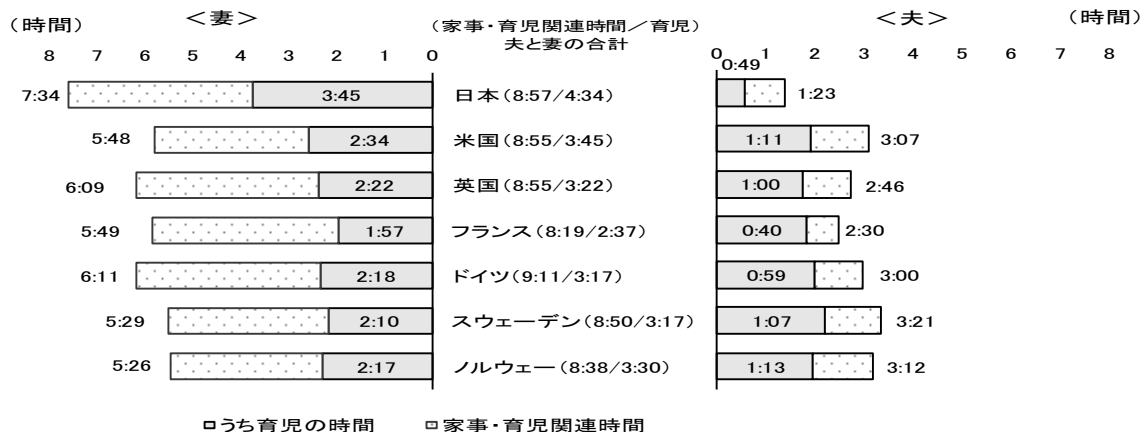 (時間) <妻> (家事・育児関連時間/育児) <夫> (時間)
夫と妻の合計
8 7 6 5 4 3 2 1 0 0 1 2 3 4 5 6 7 8
0:49
7:34 3:45 日本(8:57/4:34) 1:23
5:48 2:34 米国(8:55/3:45) 1:11 3:07
6:09 2:22 英国(8:55/3:22) 1:00 2:46
5:49 1:57 フランス(8:19/2:37) 0:40 2:30
6:11 2:18 ドイツ(9:11/3:17) 0:59 3:00
5:29 2:10 スウェーデン(8:50/3:17) 1:07 3:21
5:26 2:17 ノルウェー(8:38/3:30) 1:13 3:12
うち育児の時間 家事・育児関連時間